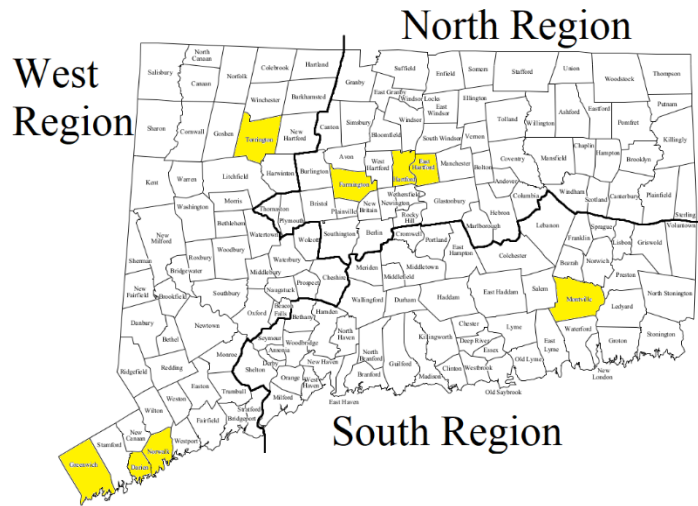 North Region
West
Region
South Region
North
Canaan
Salisbury
Canaan
Norfolk
Colebrook
Hartland
Granby
Suffield
Enfield
Somers
Stafford
Union
Woodstock
Thompson
Winchester
Barkhamsted
East Granby
Windsor Locks
East
Windsor
Ellington
Putnam
Sharon
Cornwall
Goshen
Torrington
New
Hartford
Canton
Simsbury
Bloomfield
Windsor
South Windsor
Vernon
Tolland
Willington
Ashford
Eastford
Pomfret
Killingly
Kent
Warren
Litchfield
Harwinton
Burlington
Avon
West
Hartford
Hartford
East
Hartford
Manchester
Bolton
Coventry
Mansfield
Chaplin
Hampton
Brooklyn
Farmington
Andover
Washington
Morris
Thomaston
Plymouth
Bristol
Plainville
New
Britain
Newington
Wethersfield
Rocky
Hill
Glastonbury
Hebron
Columbia
Windham
Scotland
Canterbury
Plainfield
Sterling
Bethlehem
Watertown
Wolcott
Southington
Berlin
Cromwell
Portland
Marlborough
Lebanon
Franklin
Sprague
Lisbon
Griswold
Voluntown
New
Milford
Sherman
Roxbury
Woodbury
Waterbury
Middlebury
Cheshire
Meriden
Middletown
East
Hampton
Colchester
Bozrah
Norwich
Preston
New
Fairfield
Bridgewater
Brookfield
Southbury
Naugatuck
Prospect
Middlefield
Wallingford
Durham
Haddam
East Haddam
Salem
Montville
Ledyard
North Stonington
Danbury
Newtown
Oxford
Beacon
Falls
Bethany
Hamden
Bethel
Seymour
Ansonia
Woodbridge
North
Haven
Killingworth
Chester
Deep River
Essex
Lyme
East
Lyme
Waterford
Groton
Stonington
Ridgefield
Redding
Monroe
Shelton
Derby
New Haven
North
Branford
Guilford
Madison
Clinton
Westbrook
Old Lyme
New
London
Old Saybrook
Weston
Easton
Trumbull
Orange
West
Haven
Milford
East Haven
Branford
Wilton
Fairfield
Stratford
Bridgeport
New
Canaan
Westport
Norwalk
Stamford
Darien
Greenwich